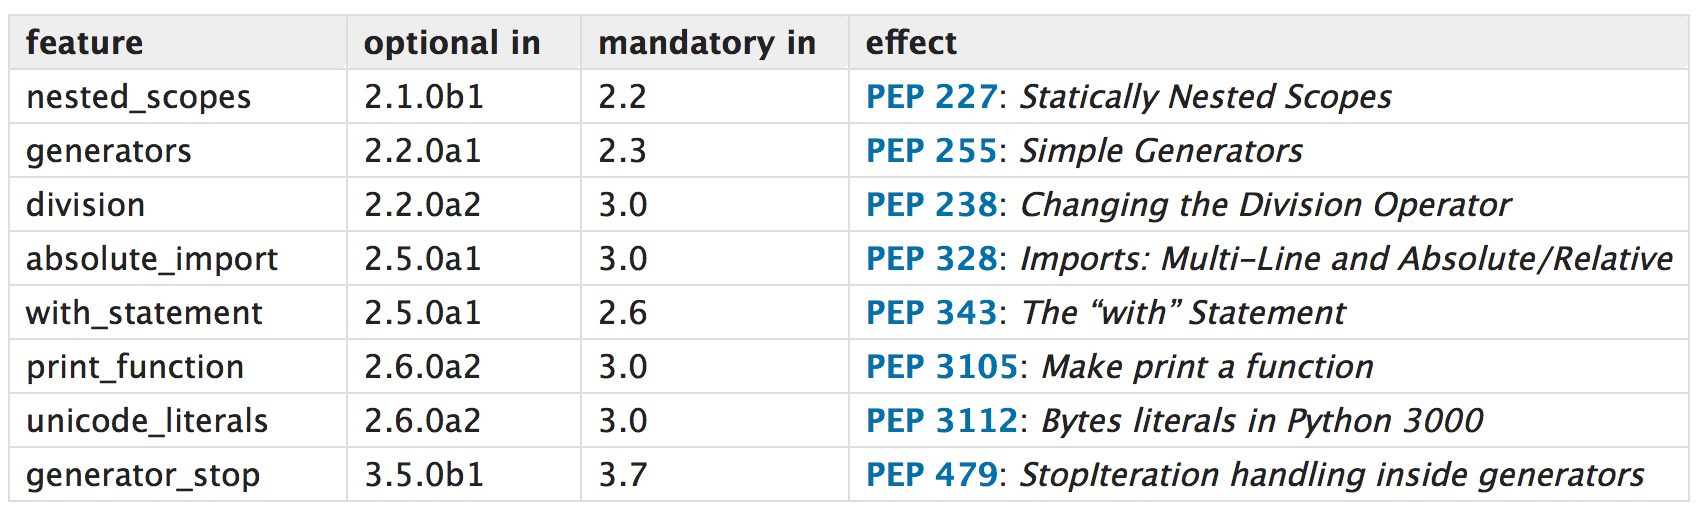 feature optional in mandatory in effect
nested_scopes 2.1.0b1 2.2 PEP 227: Statically Nested Scopes
generators 2.2.0a1 2.3 PEP 255: Simple Generators
division 2.2.0a2 3.0 PEP 238: Changing the Division Operator
absolute_import 2.5.0a1 3.0 PEP 328: Imports: Multi-Line and Absolute/Relative
with_statement 2.5.0a1 2.6 PEP 343: The “with” Statement
print_function 2.6.0a2 3.0 PEP 3105: Make print a function
unicode_literals 2.6.0a2 3.0 PEP 3112: Bytes literals in Python 3000
generator_stop 3.5.0b1 3.7 PEP 479: StopIteration handling inside generators